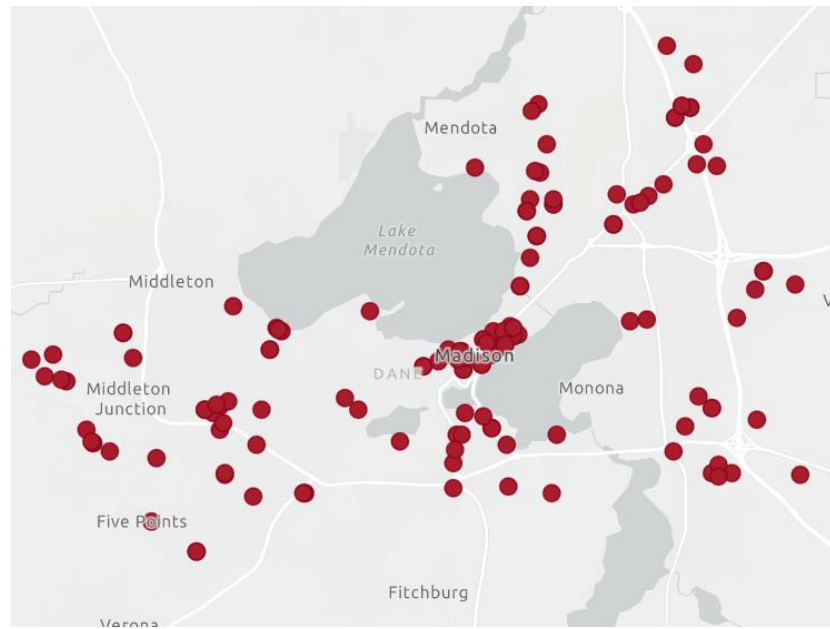 Mendota
Lake
Mendota
Middleton
Madison
DANE
Middleton
Junction
Monona
Five Points
Fitchburg
Verona